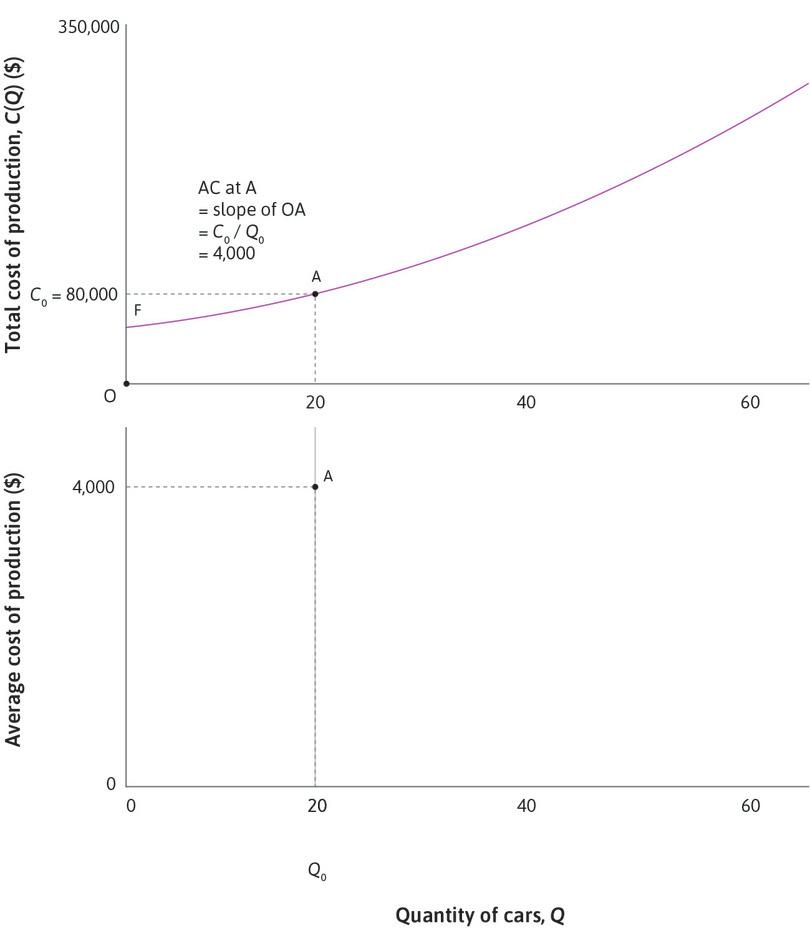 350,000
Total cost of production, C(Q) ($)
AC at A
= slope of OA
= C₀ / Q₀
= 4,000
A
C₀ = 80,000
F
O
20
40
60
Average cost of production ($)
A
4,000
0
0
20
40
60
Q₀
Quantity of cars, Q